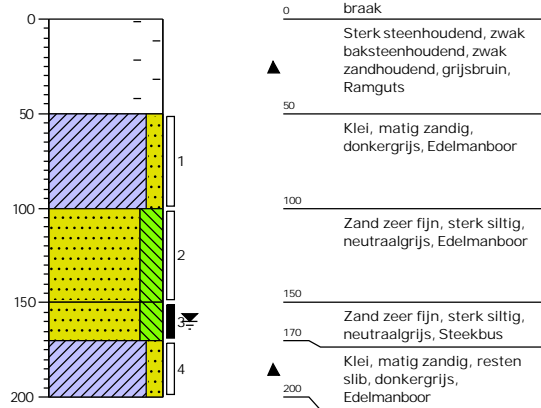 0
50
100
150
200
1
2
3
4
0
braak
Sterk steenhoudend, zwak
baksteenhoudend, zwak
zandhoudend, grijsbruin,
Ramguts
50
Klei, matig zandig,
donkergrijs, Edelmanboor
100
Zand zeer fijn, sterk siltig,
neutraalgrijs, Edelmanboor
150
Zand zeer fijn, sterk siltig,
neutraalgrijs, Steekbus
170
Klei, matig zandig, resten
slib, donkergrijs,
Edelmanboor
200